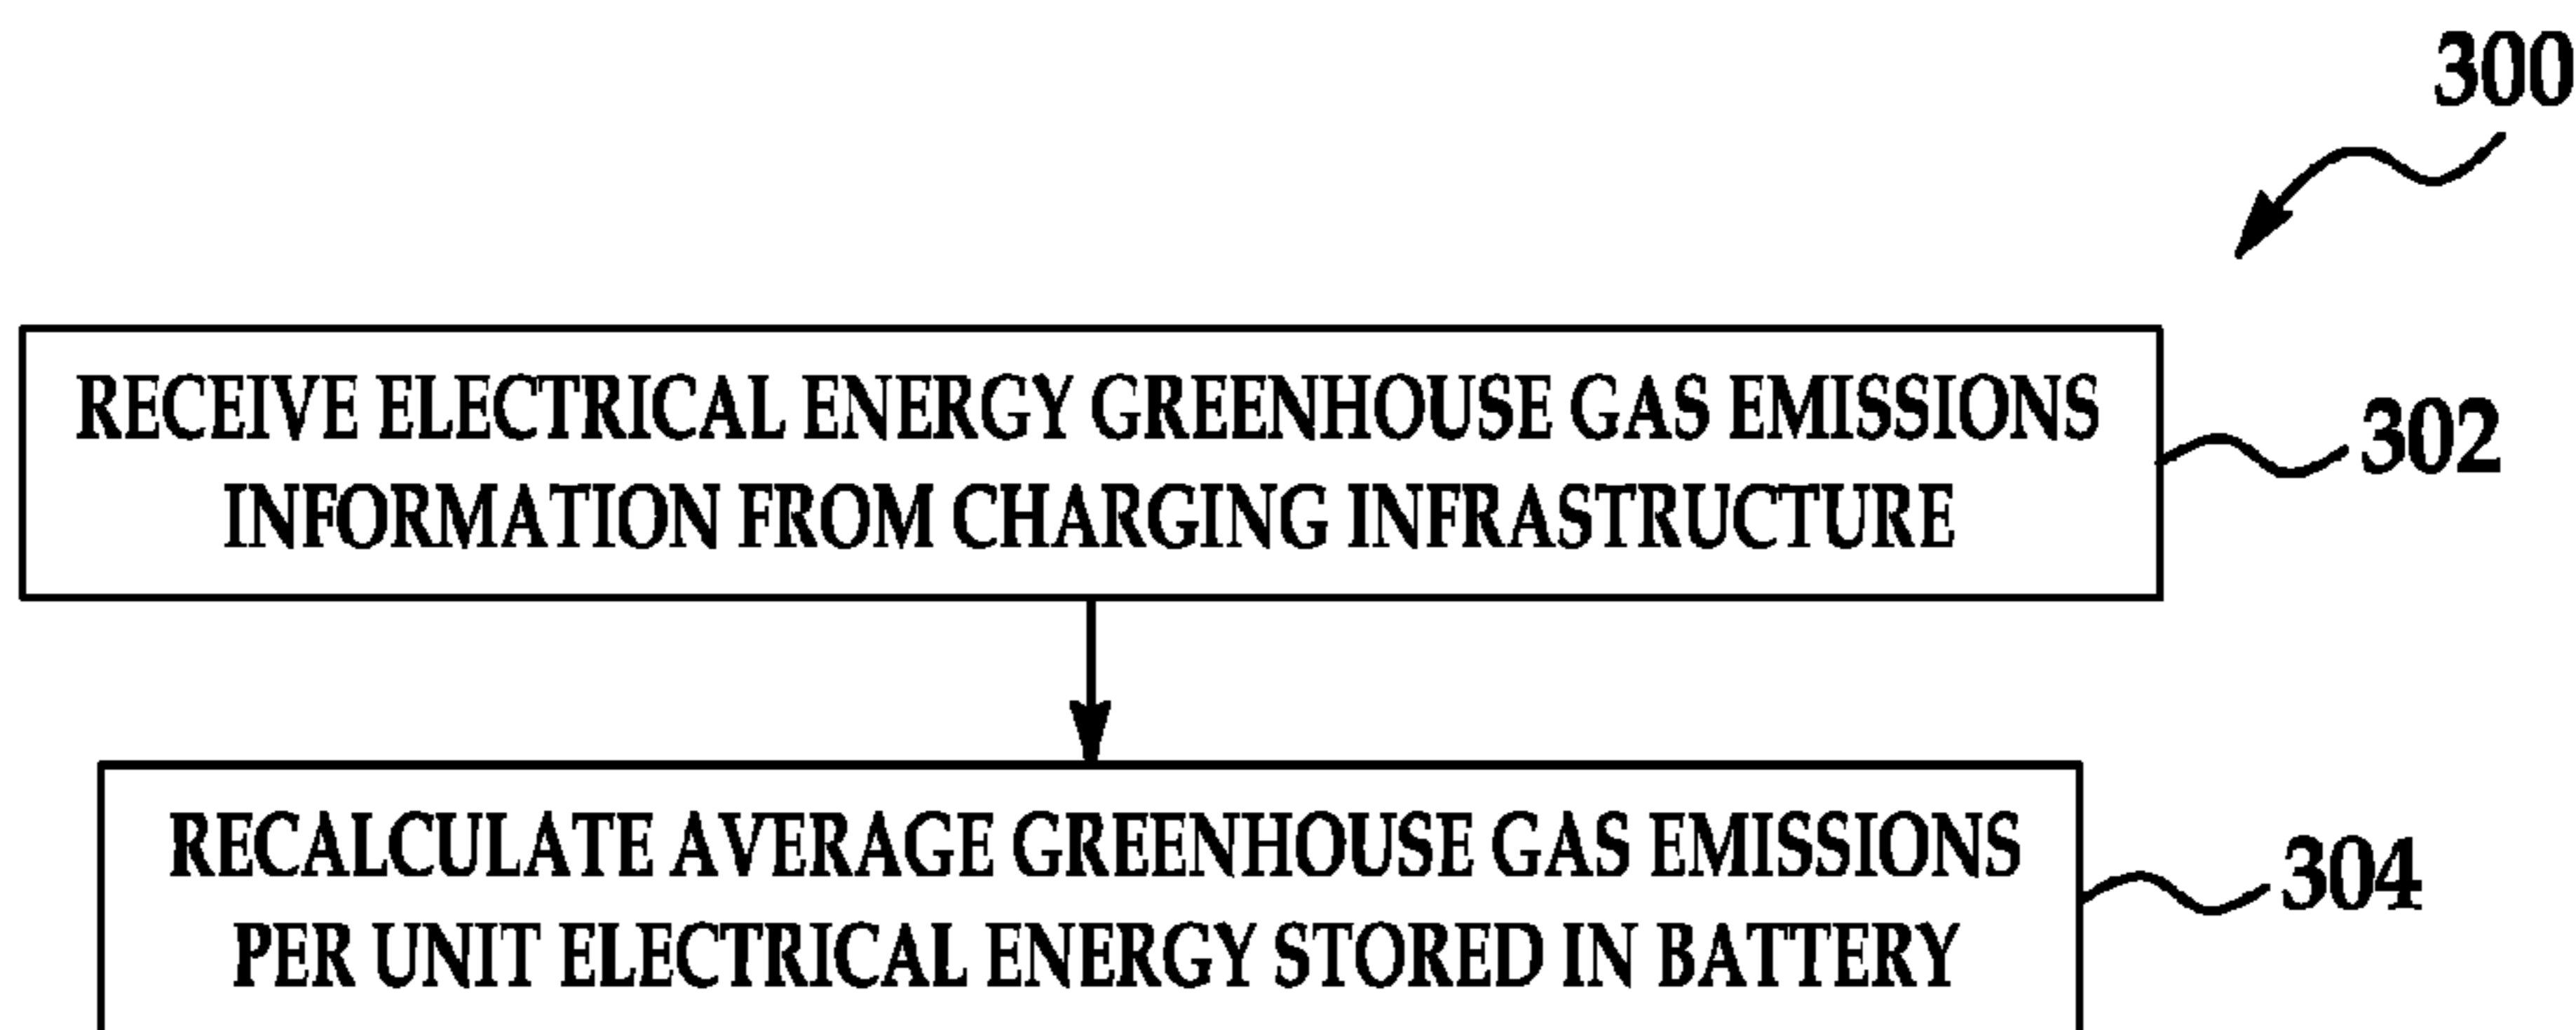 300
RECEIVE ELECTRICAL ENERGY GREENHOUSE GAS EMISSIONS
INFORMATION FROM CHARGING INFRASTRUCTURE
302
RECALCULATE AVERAGE GREENHOUSE GAS EMISSIONS
PER UNIT ELECTRICAL ENERGY STORED IN BATTERY
304